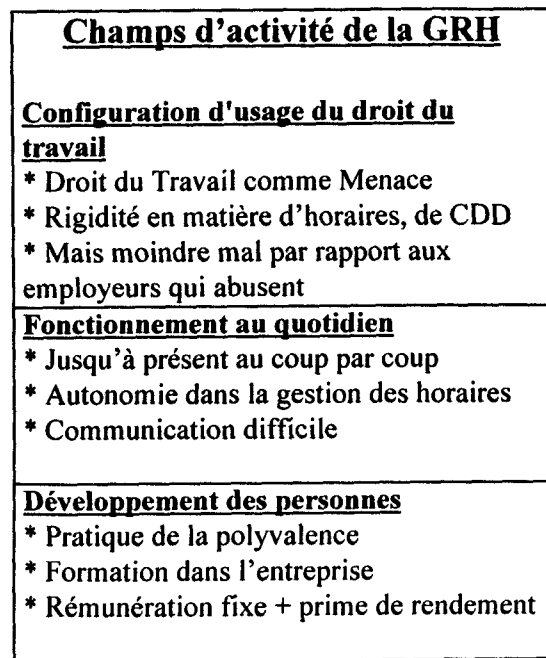 Champs d'activité de la GRH
Configuration d'usage du droit du
travail
* Droit du Travail comme Menace
* Rigidité en matière d'horaires, de CDD
* Mais moindre mal par rapport aux
employeurs qui abusent
Fonctionnement au quotidien
* Jusqu'à présent au coup par coup
* Autonomie dans la gestion des horaires
* Communication difficile
Développement des personnes
* Pratique de la polyvalence
* Formation dans l'entreprise
* Rémunération fixe + prime de rendement